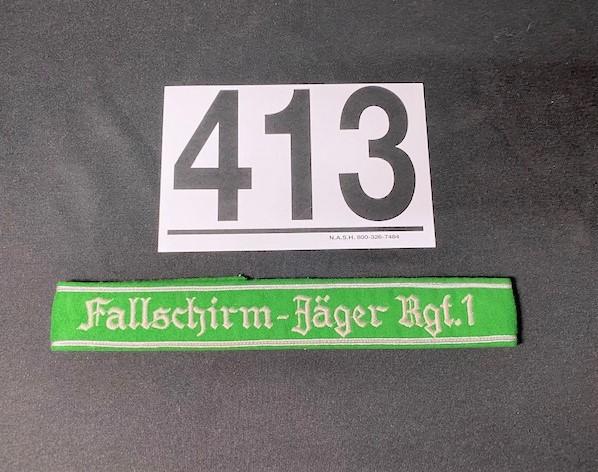 413
N.A.S.H. 800-326-7484
Fallschirm-Jäger Rgt.1